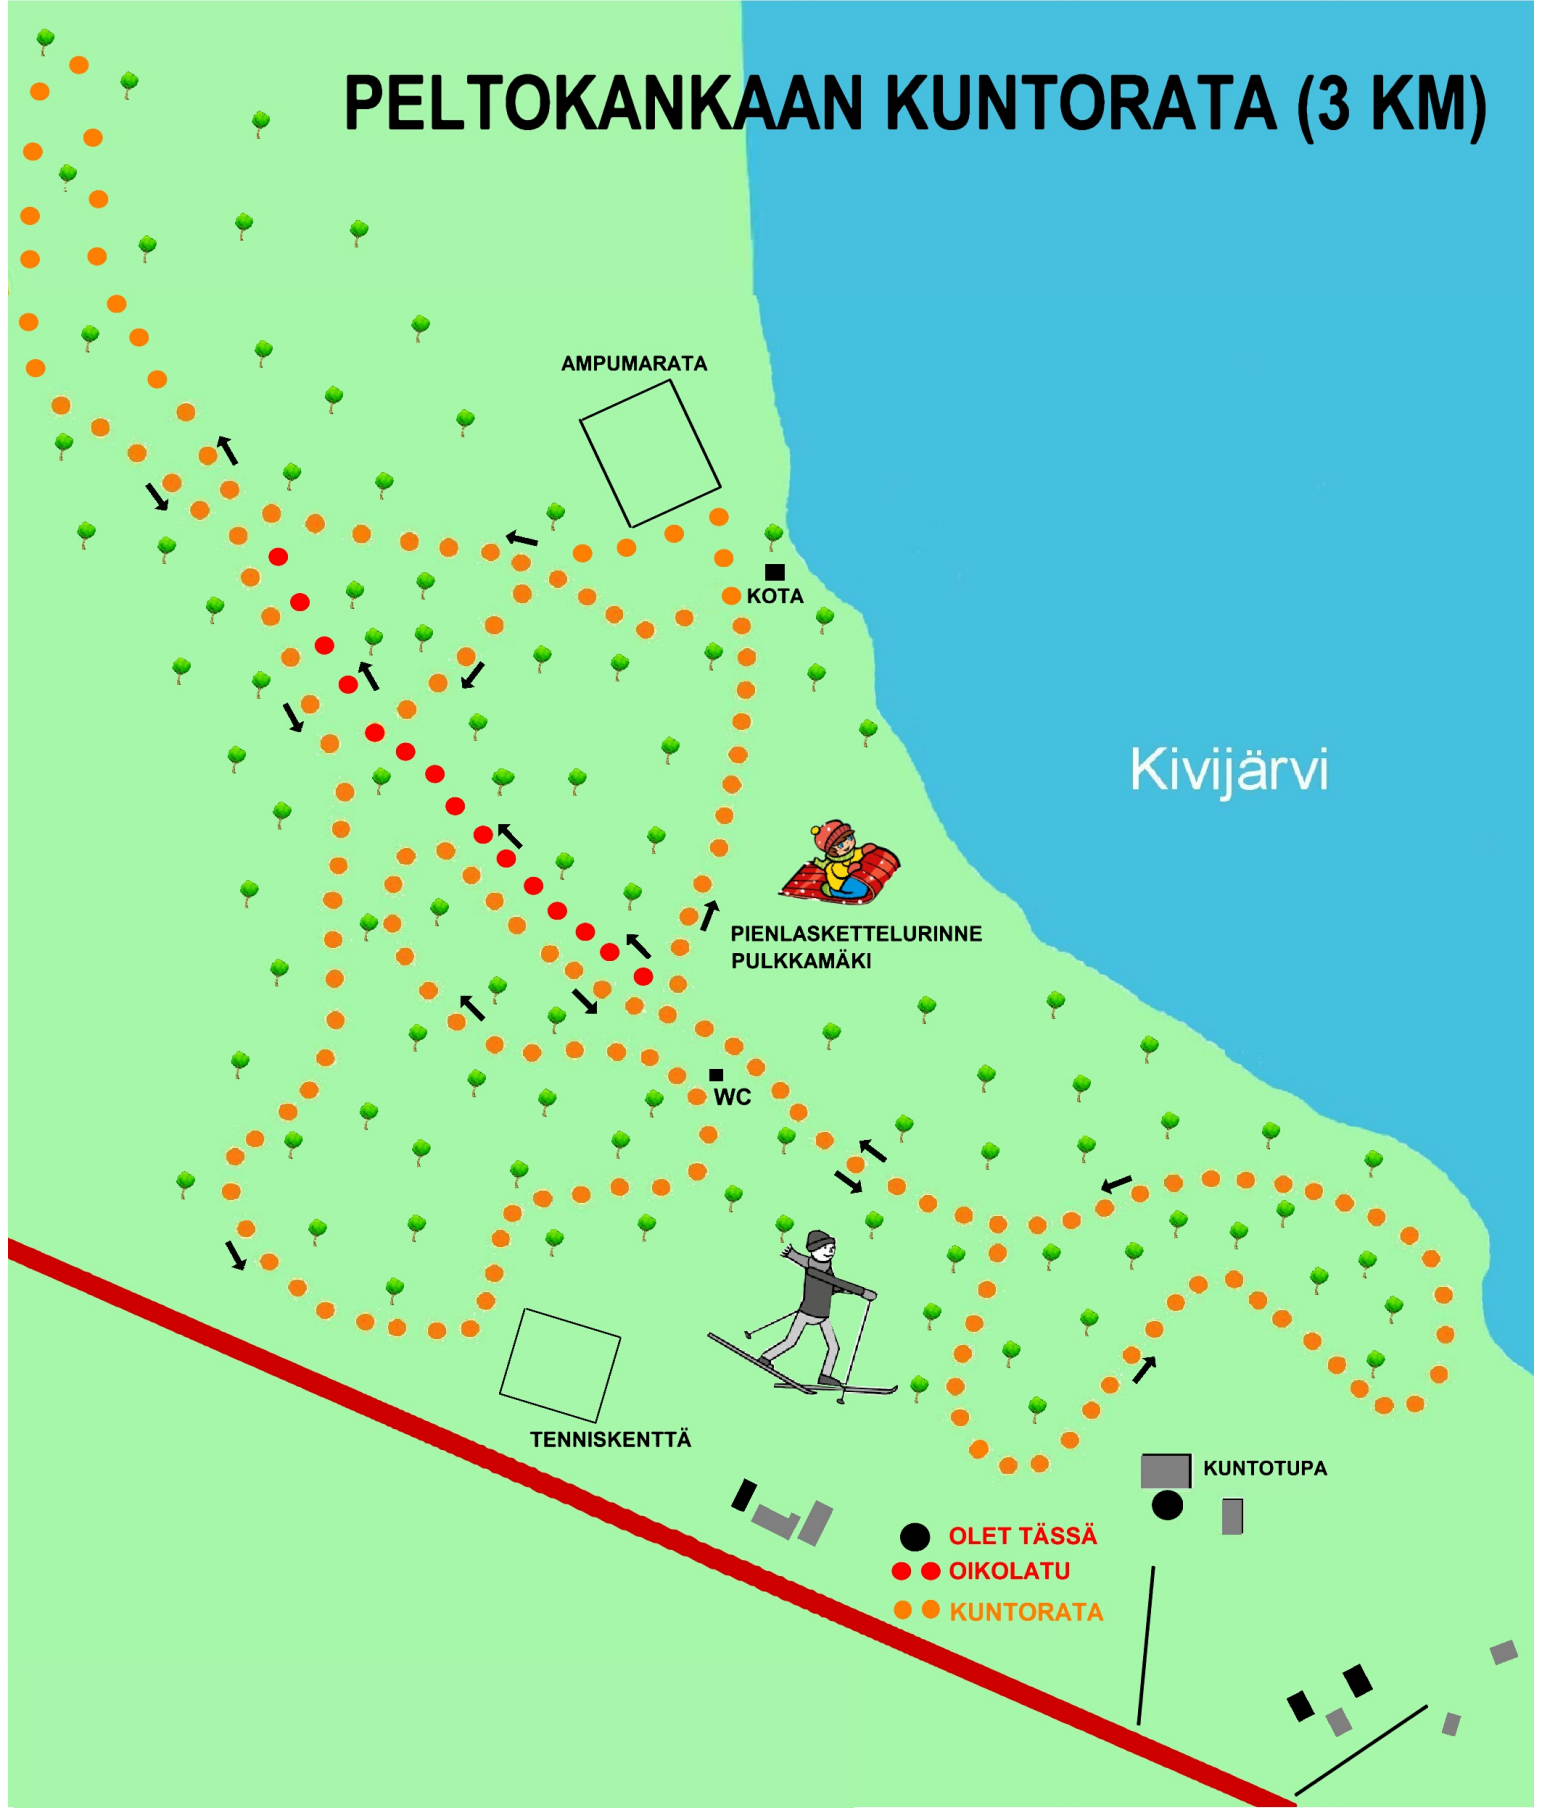 PELTOKANKAAN KUNTORATA (3 KM)
AMPUMARATA
KOTA
Kivijärvi
PIENLASKETTELURINNE
PULKKAMÄKI
WC
TENNISKENTTÄ
KUNTOTUPA
OLET TÄSSÄ
OIKOLATU
KUNTORATA